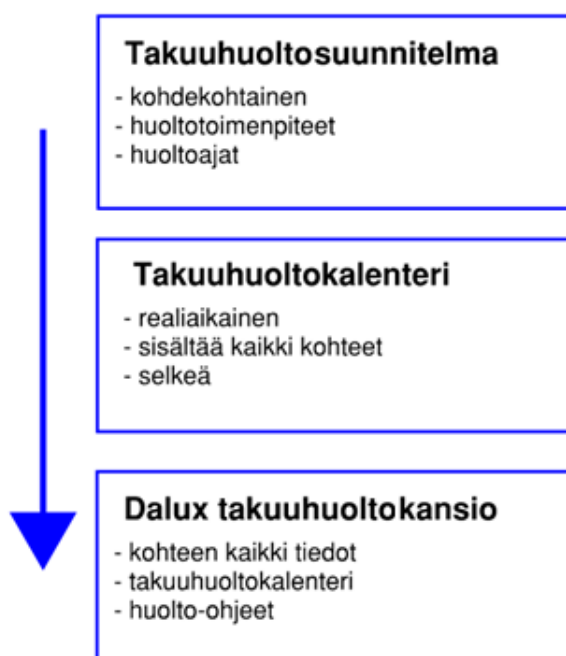 Takuuhuoltosuunnitelma
- kohdekohtainen
- huoltotoimenpiteet
- huoltoajat
Takuuhuoltokalenteri
- realiaikainen
- sisältää kaikki kohteet
- selkeä
Dalux takuuhuoltokansio
- kohteen kaikki tiedot
- takuuhuoltokalenteri
- huolto-ohjeet